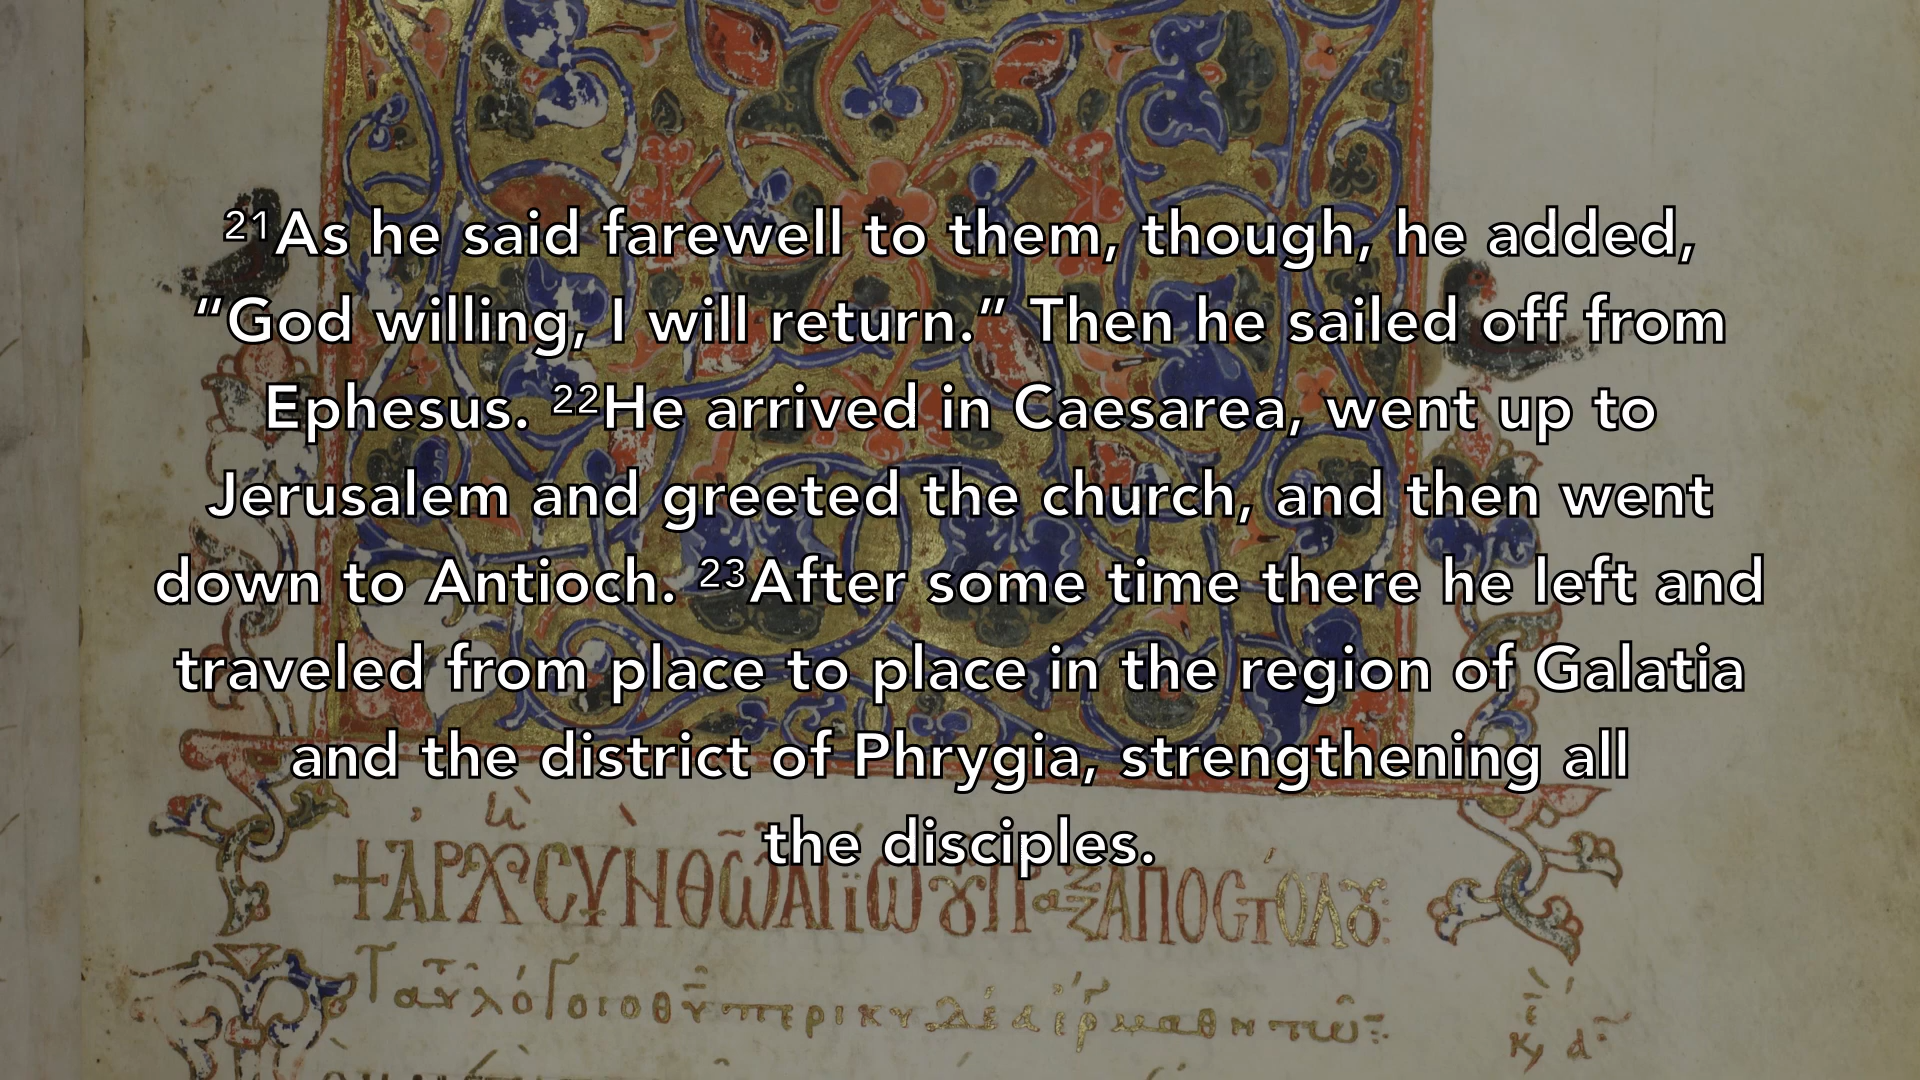 ²¹As he said farewell to them, though, he added,
“God willing, I will return.” Then he sailed off from
Ephesus. ²²He arrived in Caesarea, went up to
Jerusalem and greeted the church, and then went
down to Antioch. ²³After some time there he left and
traveled from place to place in the region of Galatia
and the district of Phrygia, strengthening all
the disciples.